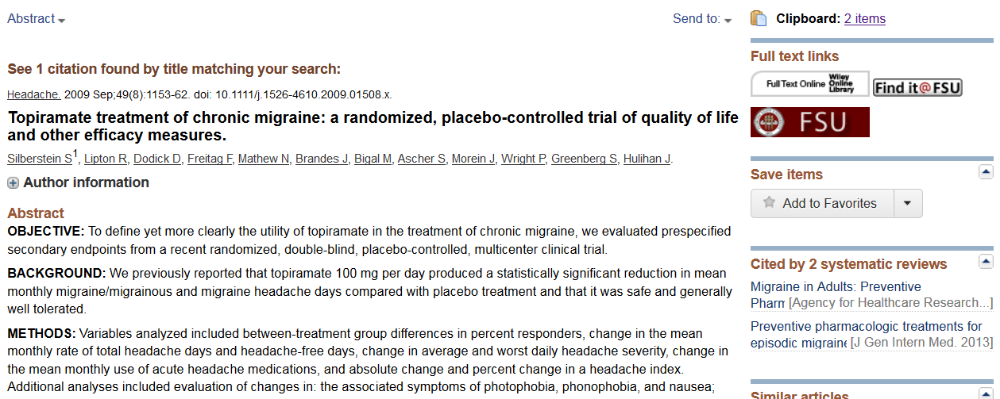 Abstract
Send to:
Clipboard: 2 items
See 1 citation found by title matching your search:
Headache. 2009 Sep;49(8):1153-62. doi: 10.1111/j.1526-4610.2009.01508.x.
Topiramate treatment of chronic migraine: a randomized, placebo-controlled trial of quality of life
and other efficacy measures.
Silberstein S1, Lipton R, Dodick D, Freitag F, Mathew N, Brandes J, Bigal M, Ascher S, Morein J, Wright P, Greenberg S, Hulihan J.
Author information
Abstract
OBJECTIVE: To define yet more clearly the utility of topiramate in the treatment of chronic migraine, we evaluated prespecified
secondary endpoints from a recent randomized, double-blind, placebo-controlled, multicenter clinical trial.
BACKGROUND: We previously reported that topiramate 100 mg per day produced a statistically significant reduction in mean
monthly migraine/migrainous and migraine headache days compared with placebo treatment and that it was safe and generally
well tolerated.
METHODS: Variables analyzed included between-treatment group differences in percent responders, change in the mean
monthly rate of total headache days and headache-free days, change in average and worst daily headache severity, change in
the mean monthly use of acute headache medications, and absolute change and percent change in a headache index.
Additional analyses included evaluation of changes in: the associated symptoms of photophobia, phonophobia, and nausea;
Full text links
Full Text Online Wiley Online Library
Find it@FSU
FSU
Save items
Add to Favorites
Cited by 2 systematic reviews
Migraine in Adults: Preventive
Pharm [Agency for Healthcare Research...]
Preventive pharmacologic treatments for
episodic migraine [J Gen Intern Med. 2013]
Similar articles